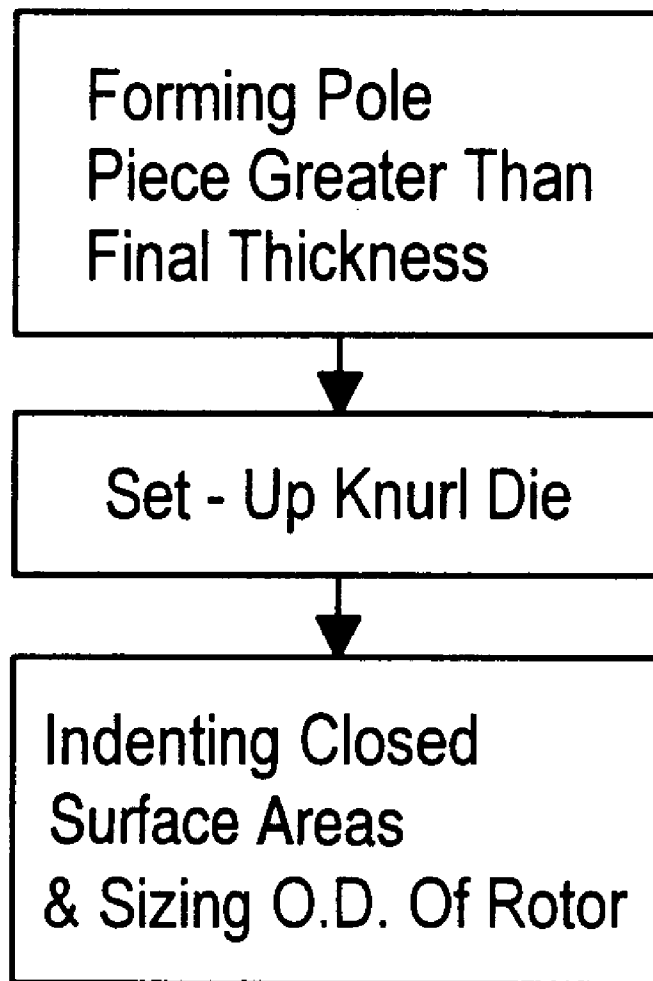 Forming Pole
Piece Greater Than
Final Thickness
Set - Up Knurl Die
Indenting Closed
Surface Areas
& Sizing O.D. Of Rotor